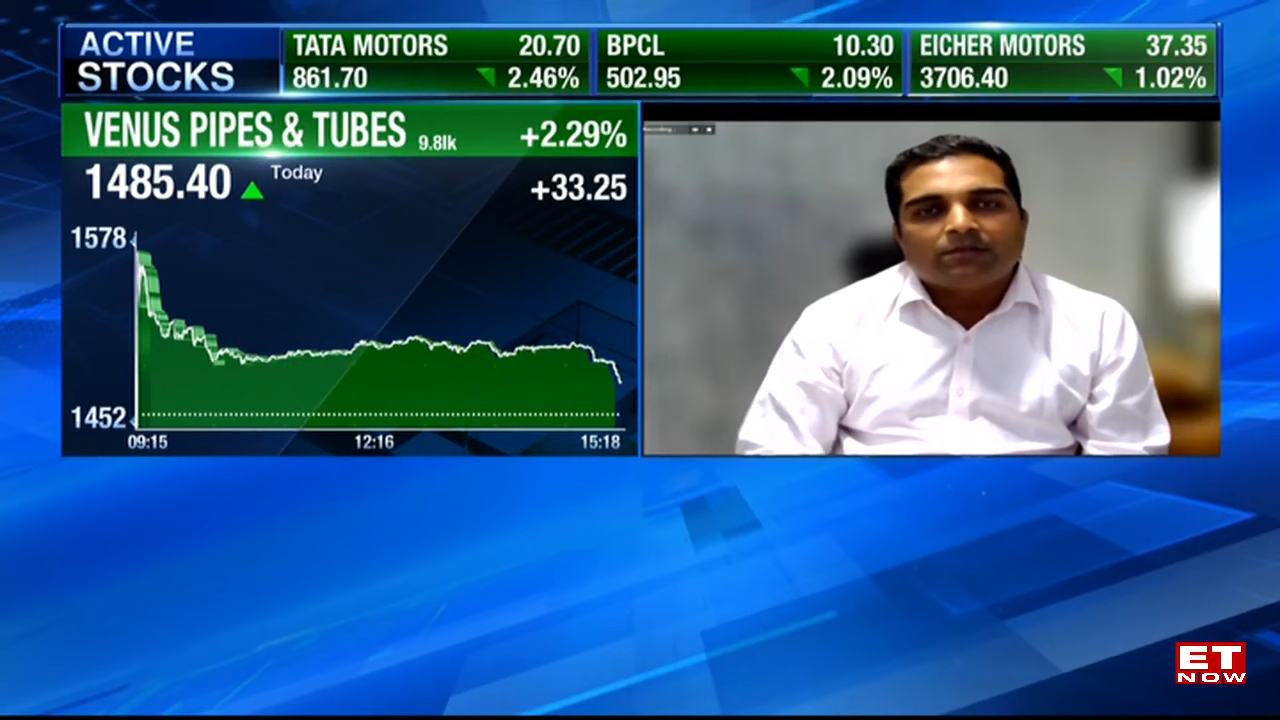 ACTIVE
STOCKS
TATA MOTORS 20.70
861.70 2.46%
BPCL 10.30
502.95 2.09%
EICHER MOTORS 37.35
3706.40 1.02%
VENUS PIPES & TUBES 9.8lk +2.29%
1485.40 Today +33.25
1578
1452
09:15 12:16 15:18
Recording...
ET
NOW